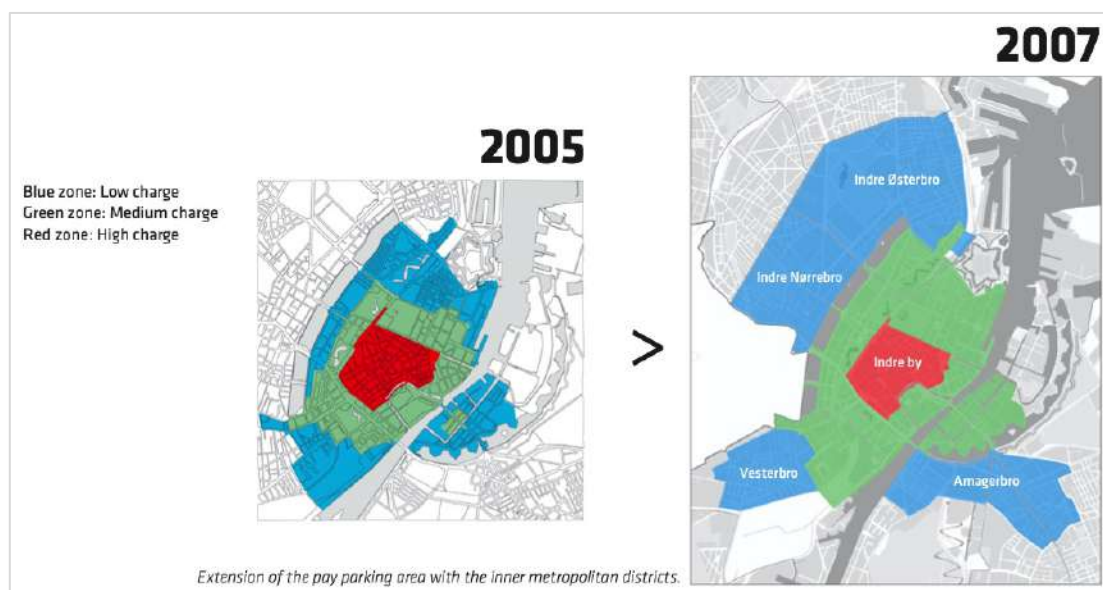 2007
2005
Blue zone: Low charge
Green zone: Medium charge
Red zone: High charge
>
Indre Østerbro
Indre Nørrebro
Indre by
Vesterbro
Amagerbro
Extension of the pay parking area with the inner metropolitan districts.